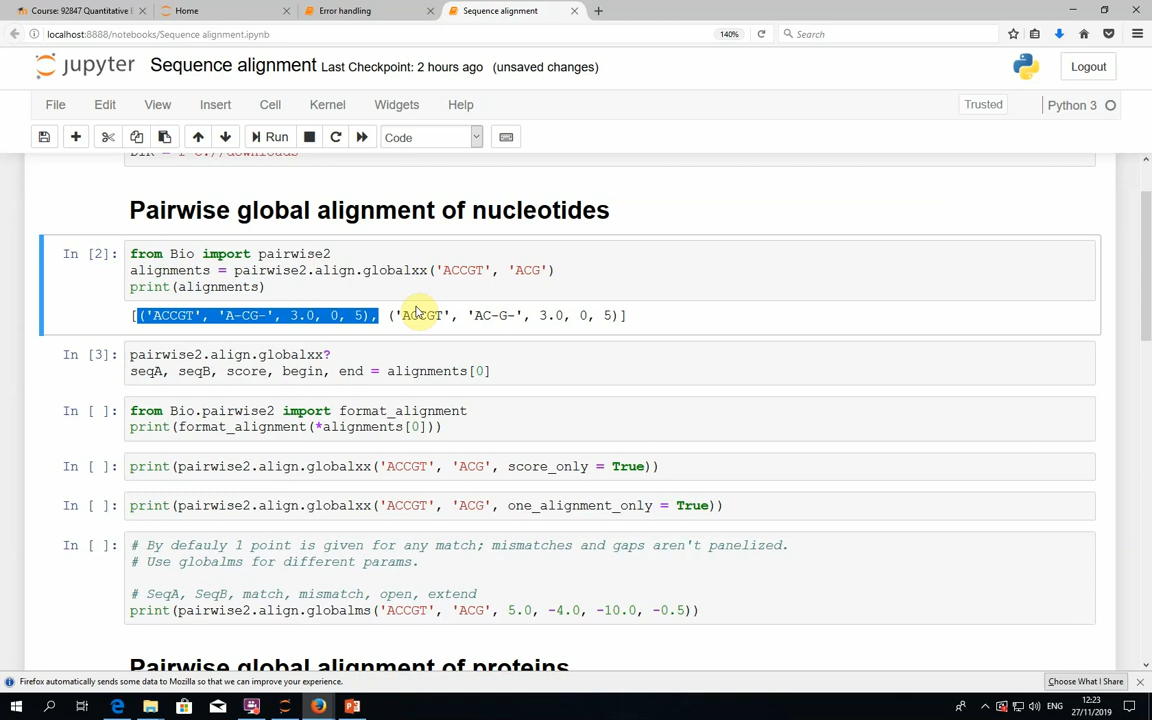 Course: 92847 Quantitative
Home
Error handling
Sequence alignment
localhost:8888/notebooks/Sequence alignment.ipynb
140%
Search
jupyter Sequence alignment Last Checkpoint: 2 hours ago (unsaved changes)
Logout
File Edit View Insert Cell Kernel Widgets Help
Trusted
Python 3
Run
Code
Pairwise global alignment of nucleotides
In [2]: from Bio import pairwise2
alignments = pairwise2.align.globalxx('ACCGT', 'ACG')
print(alignments)
[('ACCGT', 'A-CG-', 3.0, 0, 5), ('ACCGT', 'AC-G-', 3.0, 0, 5)]
In [3]: pairwise2.align.globalxx?
seqA, seqB, score, begin, end = alignments[0]
In [ ]: from Bio.pairwise2 import format_alignment
print(format_alignment(*alignments[0]))
In [ ]: print(pairwise2.align.globalxx('ACCGT', 'ACG', score_only = True))
In [ ]: print(pairwise2.align.globalxx('ACCGT', 'ACG', one_alignment_only = True))
In [ ]: # By defauly 1 point is given for any match; mismatches and gaps aren't panelized.
# Use globalms for different params.
# SeqA, SeqB, match, mismatch, open, extend
print(pairwise2.align.globalms('ACCGT', 'ACG', 5.0, -4.0, -10.0, -0.5))
Pairwise global alignment of proteins
Firefox automatically sends some data to Mozilla so that we can improve your experience.
Choose What I Share
ENG
12:23
27/11/2019